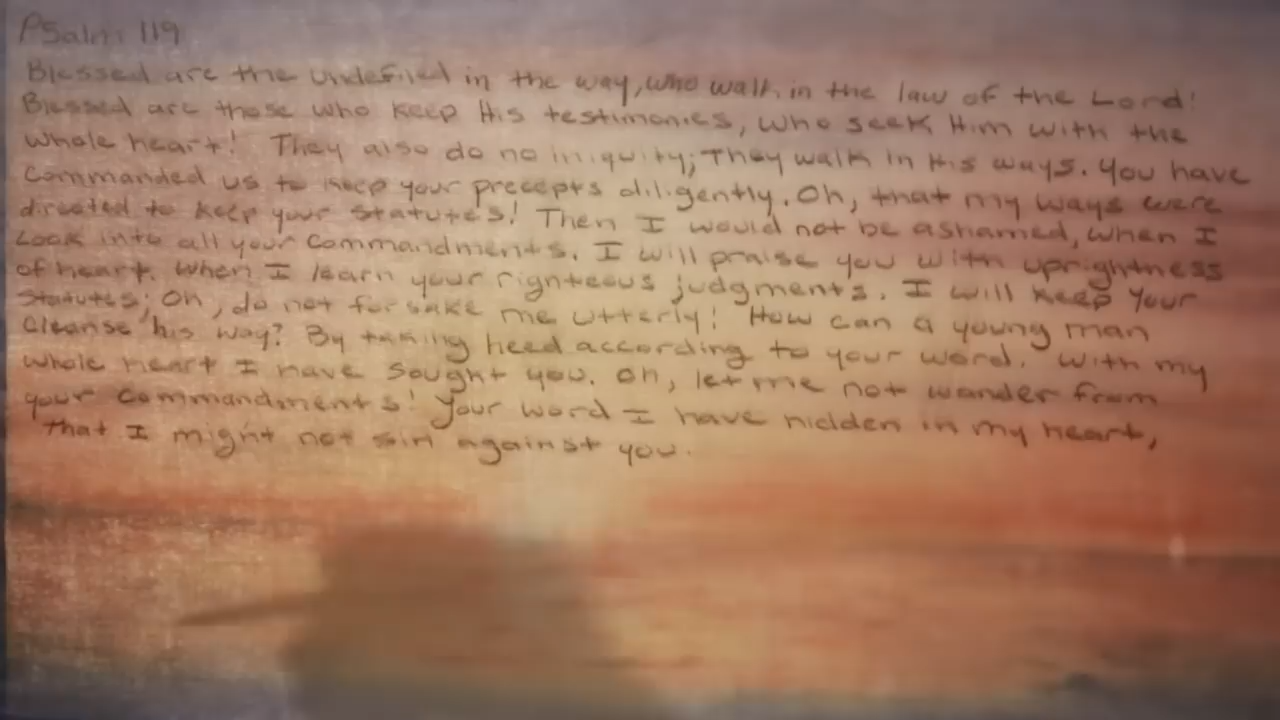 Psalm 119
Blessed are the undefiled in the way, who walk in the law of the Lord!
Blessed are those who keep His testimonies, who seek Him with the
whole heart! They also do no iniquity; They walk in His ways. You have
Commanded us to keep your precepts diligently. Oh, that my ways were
directed to keep your statutes! Then I would not be ashamed, when I
Look into all your Commandments. I will praise you with uprightness
of heart. When I learn your righteous judgments. I will keep your
Statutes; Oh, do not forsake me utterly! How can a young man
Cleanse his way? By taking heed according to your word. With my
whole heart I have sought you. Oh, let me not wander from
your Commandments! Your word I have hidden in my heart,
that I might not sin against you.